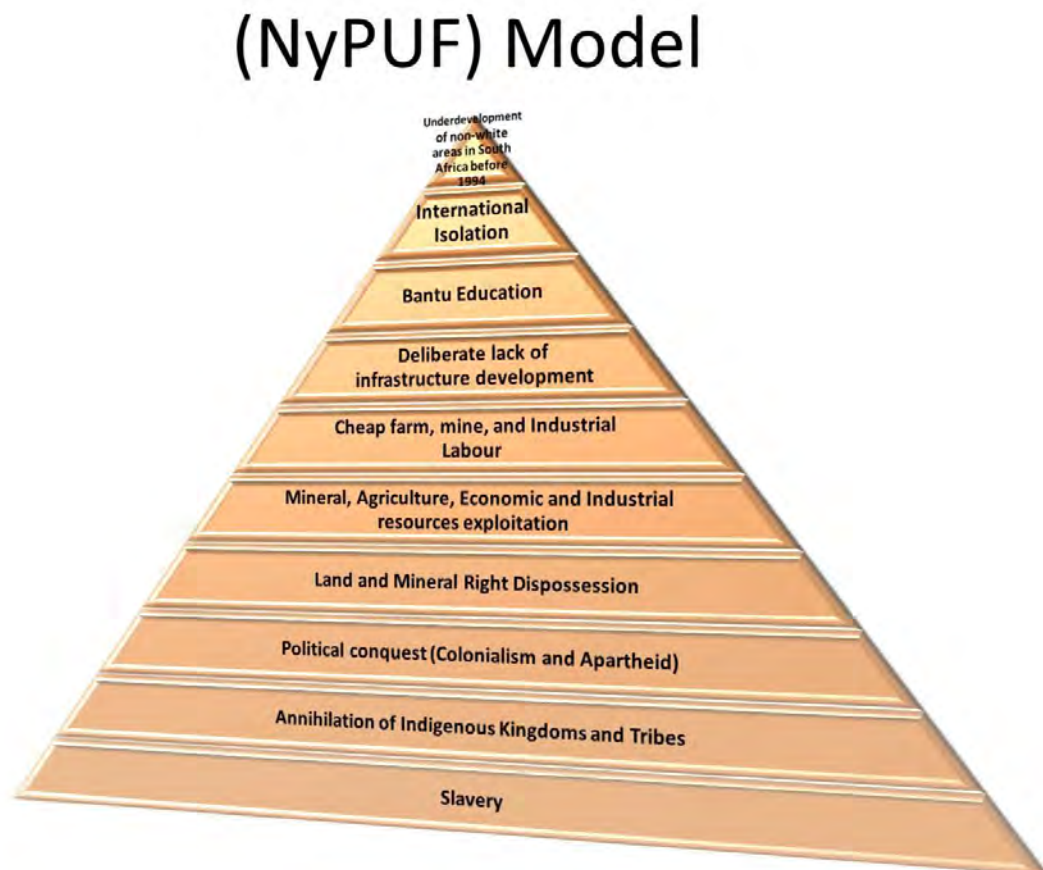 (NyPUF) Model
Underdevelopment
of non-white
areas in South
Africa before
1994
International
Isolation
Bantu Education
Deliberate lack of
infrastructure development
Cheap farm, mine, and Industrial
Labour
Mineral, Agriculture, Economic and Industrial
resources exploitation
Land and Mineral Right Dispossession
Political conquest (Colonialism and Apartheid)
Annihilation of Indigenous Kingdoms and Tribes
Slavery